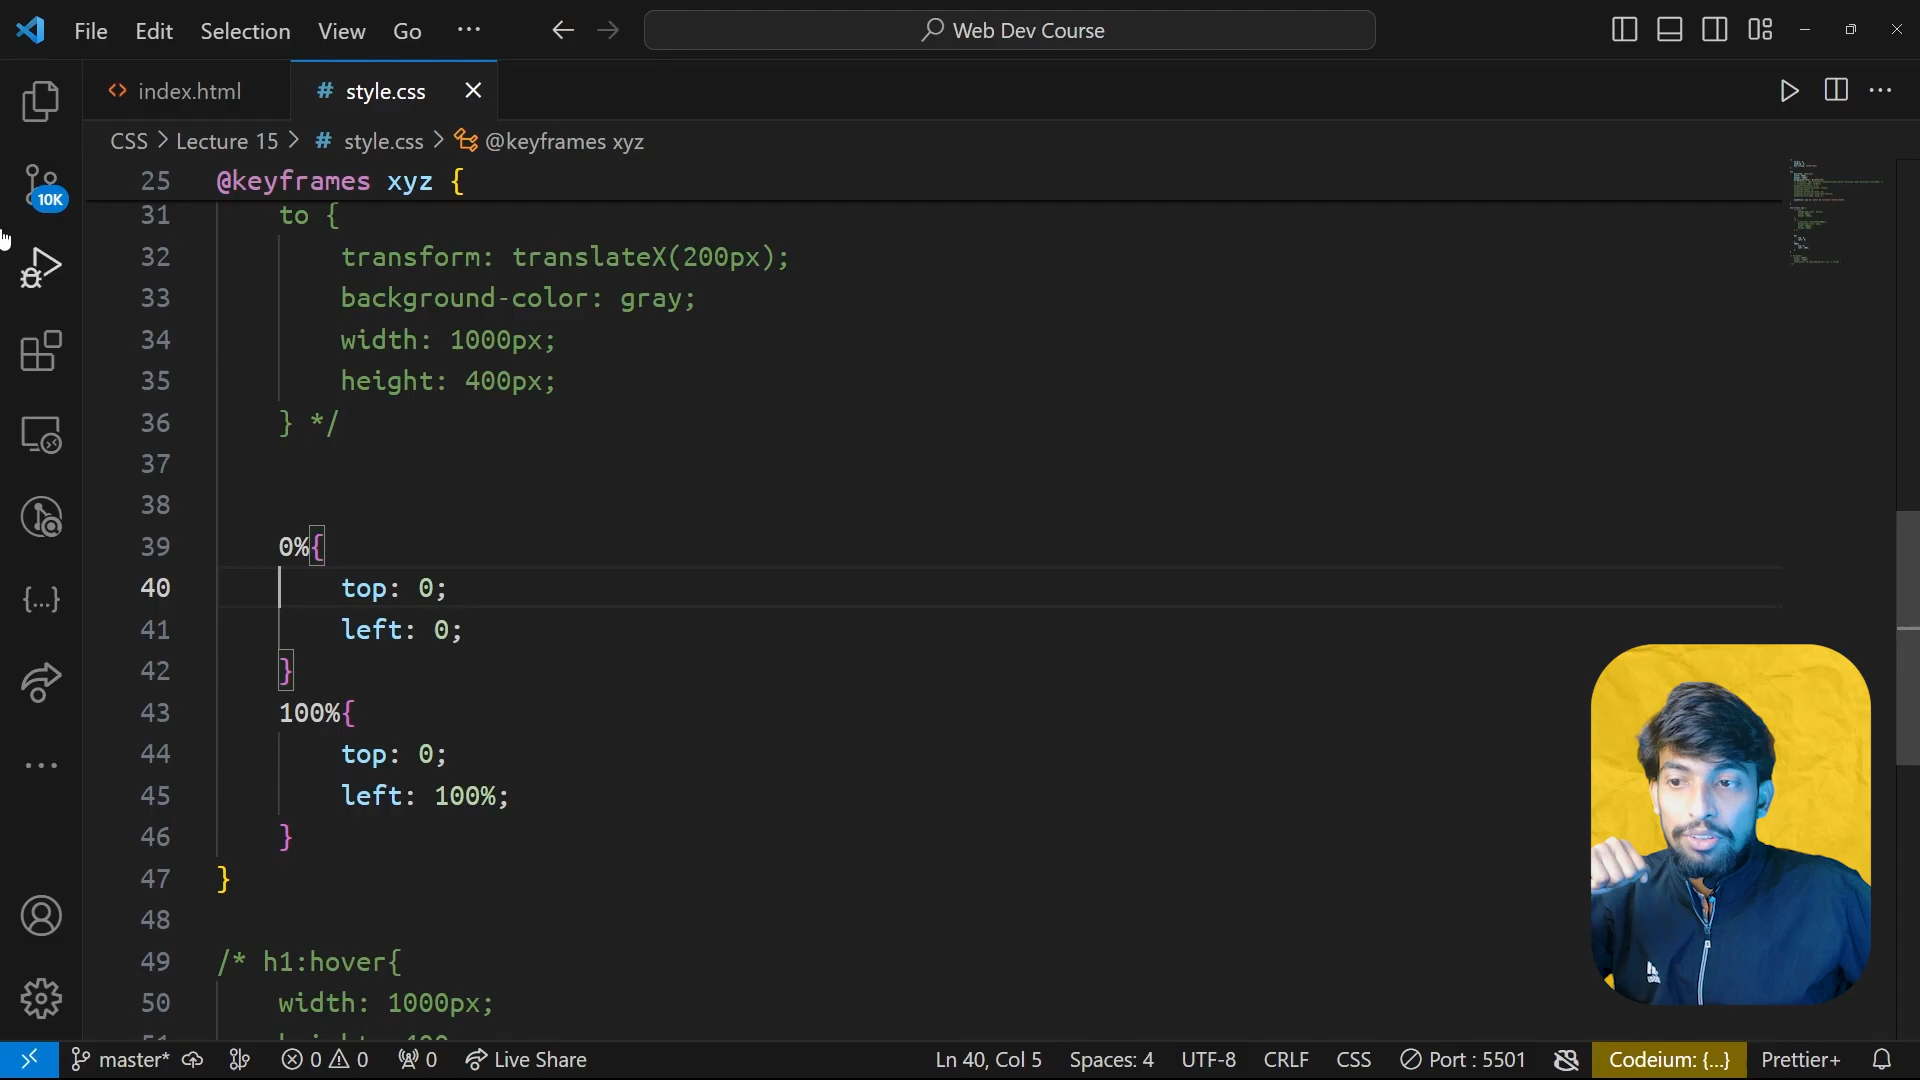 File Edit Selection View Go ···
Web Dev Course
<> index.html
# style.css
CSS > Lecture 15 > # style.css > @keyframes xyz
25 @keyframes xyz {
31 to {
32 transform: translateX(200px);
33 background-color: gray;
34 width: 1000px;
35 height: 400px;
36 } */
37
38
39 0%{
40 top: 0;
41 left: 0;
42 }
43 100%{
44 top: 0;
45 left: 100%;
46 }
47 }
48
49 /* h1:hover{
50 width: 1000px;
10K
{...}
master* 0 0 0 Live Share Ln 40, Col 5 Spaces: 4 UTF-8 CRLF CSS Port : 5501 Codeium: {...} Prettier+